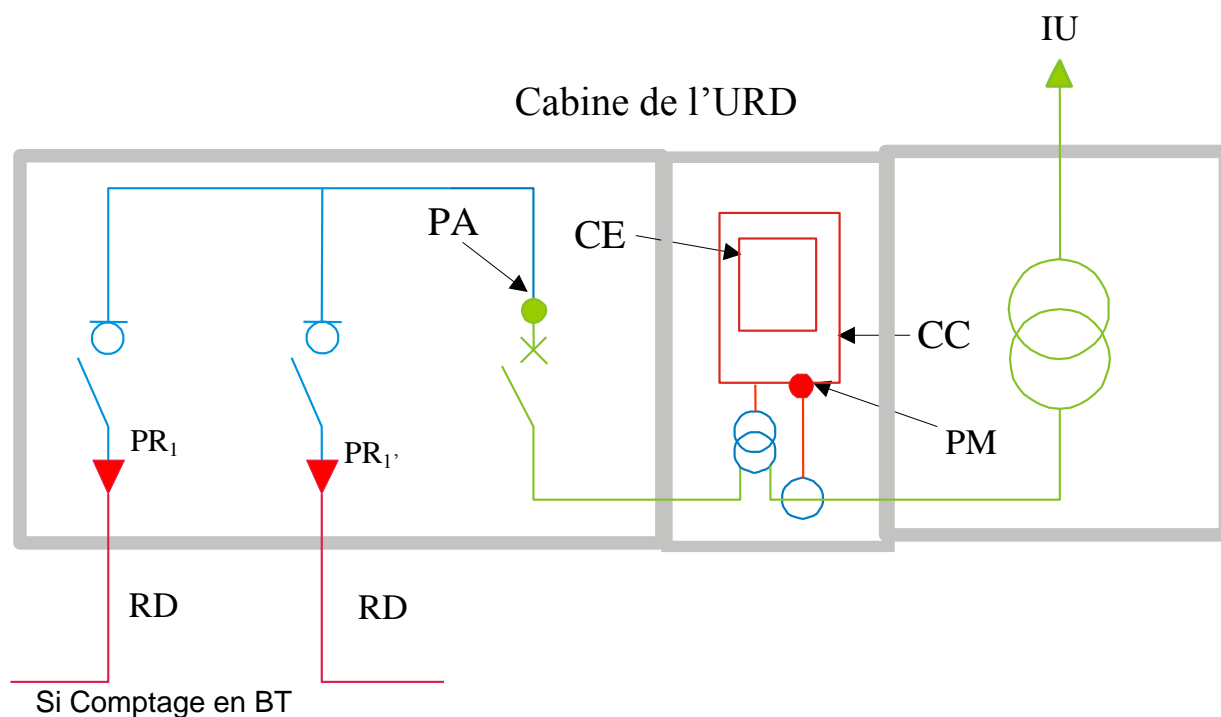 IU
Cabine de l’URD
PA
CE
CC
PR1
PR1’
PM
RD
RD
Si Comptage en BT